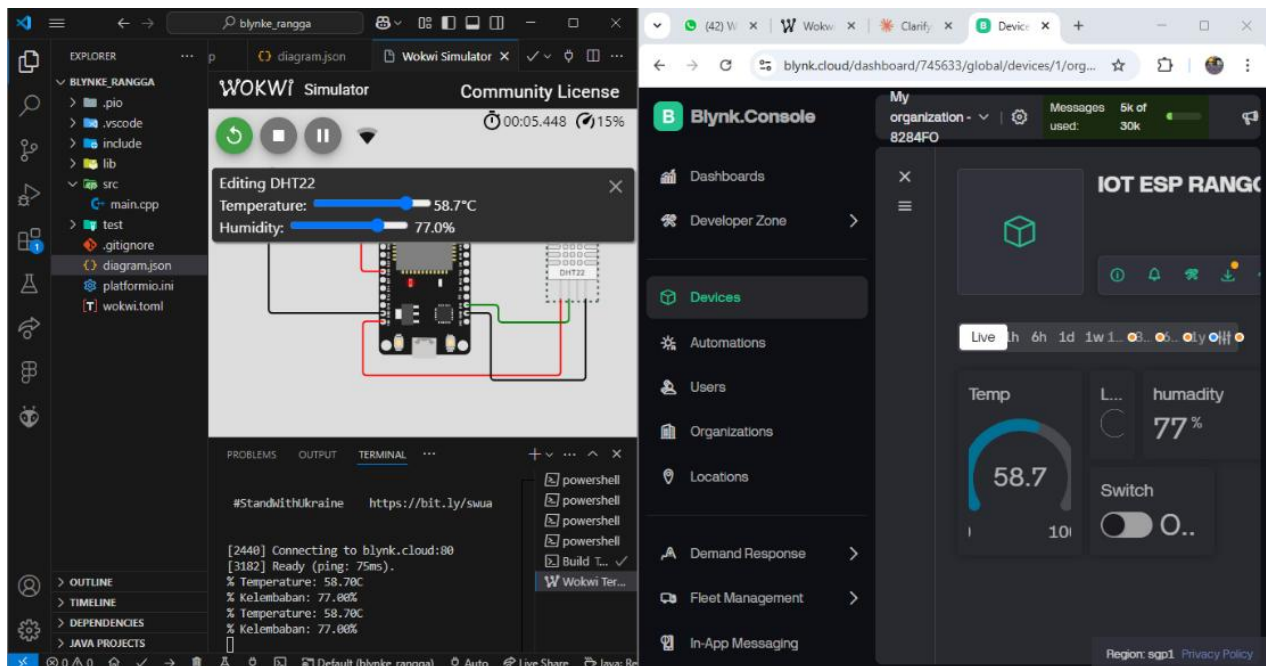 blynke_rangga
EXPLORER
BLYNKE_RANGGA
.pio
.vscode
include
lib
src
main.cpp
test
.gitignore
diagram.json
platformio.ini
wokwi.toml
OUTLINE
TIMELINE
DEPENDENCIES
JAVA PROJECTS
p
diagram.json
Wokwi Simulator
WOKWI Simulator
Community License
00:05.448
15%
Editing DHT22
Temperature: 58.7°C
Humidity: 77.0%
DHT22
PROBLEMS OUTPUT TERMINAL
#StandWithUkraine https://bit.ly/swua
[2440] Connecting to blynk.cloud:80
[3182] Ready (ping: 75ms).
% Temperature: 58.70C
% Kelembaban: 77.00%
% Temperature: 58.70C
% Kelembaban: 77.00%
powershell
powershell
powershell
powershell
Build T...
Wokwi Ter...
0 0 Default (blynke_rangga) Auto Live Share Java: Re
(42) W
Wokw
Clarify
Device
blynk.cloud/dashboard/745633/global/devices/1/org...
B Blynk.Console
My organization - 8284FO
Messages used: 5k of 30k
Dashboards
Developer Zone
Devices
Automations
Users
Organizations
Locations
Demand Response
Fleet Management
In-App Messaging
IOT ESP RANGG
Live 1h 6h 1d 1w
Temp
58.7
L...
humadity
77 %
Switch
O..
Region: sgp1 Privacy Policy